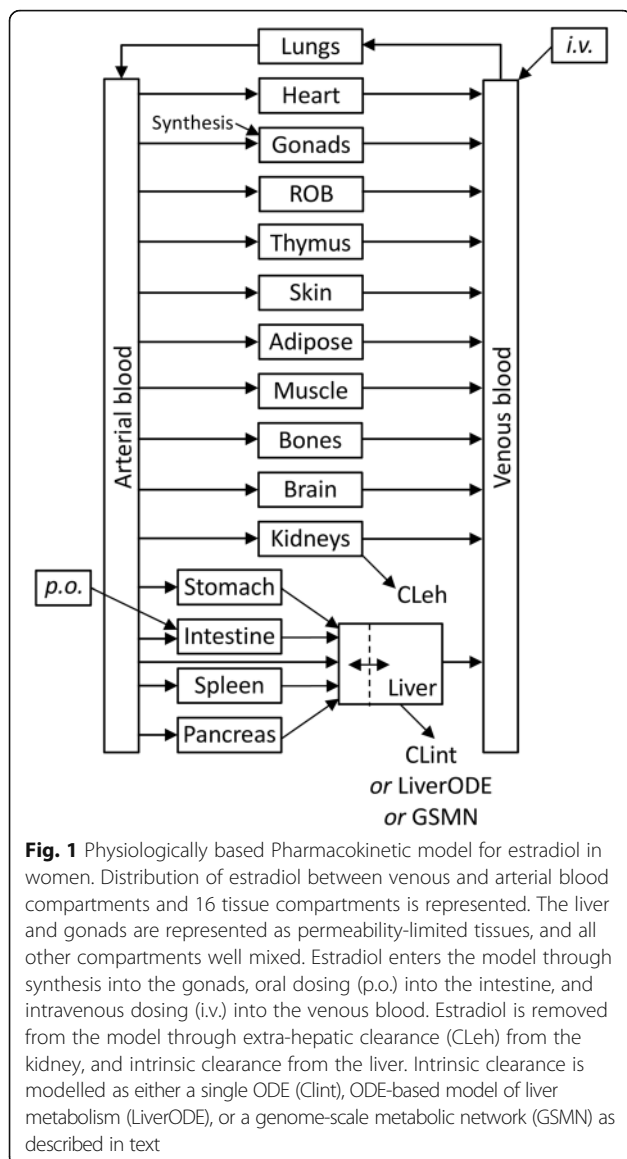 Lungs
i.v.
Heart
Synthesis
Gonads
ROB
Thymus
Skin
Adipose
Muscle
Bones
Brain
Kidneys
Arterial blood
Venous blood
CLeh
p.o.
Stomach
Intestine
Spleen
Pancreas
Liver
CLint
or LiverODE
or GSMN
Fig. 1 Physiologically based Pharmacokinetic model for estradiol in
women. Distribution of estradiol between venous and arterial blood
compartments and 16 tissue compartments is represented. The liver
and gonads are represented as permeability-limited tissues, and all
other compartments well mixed. Estradiol enters the model through
synthesis into the gonads, oral dosing (p.o.) into the intestine, and
intravenous dosing (i.v.) into the venous blood. Estradiol is removed
from the model through extra-hepatic clearance (CLeh) from the
kidney, and intrinsic clearance from the liver. Intrinsic clearance is
modelled as either a single ODE (Clint), ODE-based model of liver
metabolism (LiverODE), or a genome-scale metabolic network (GSMN) as
described in text